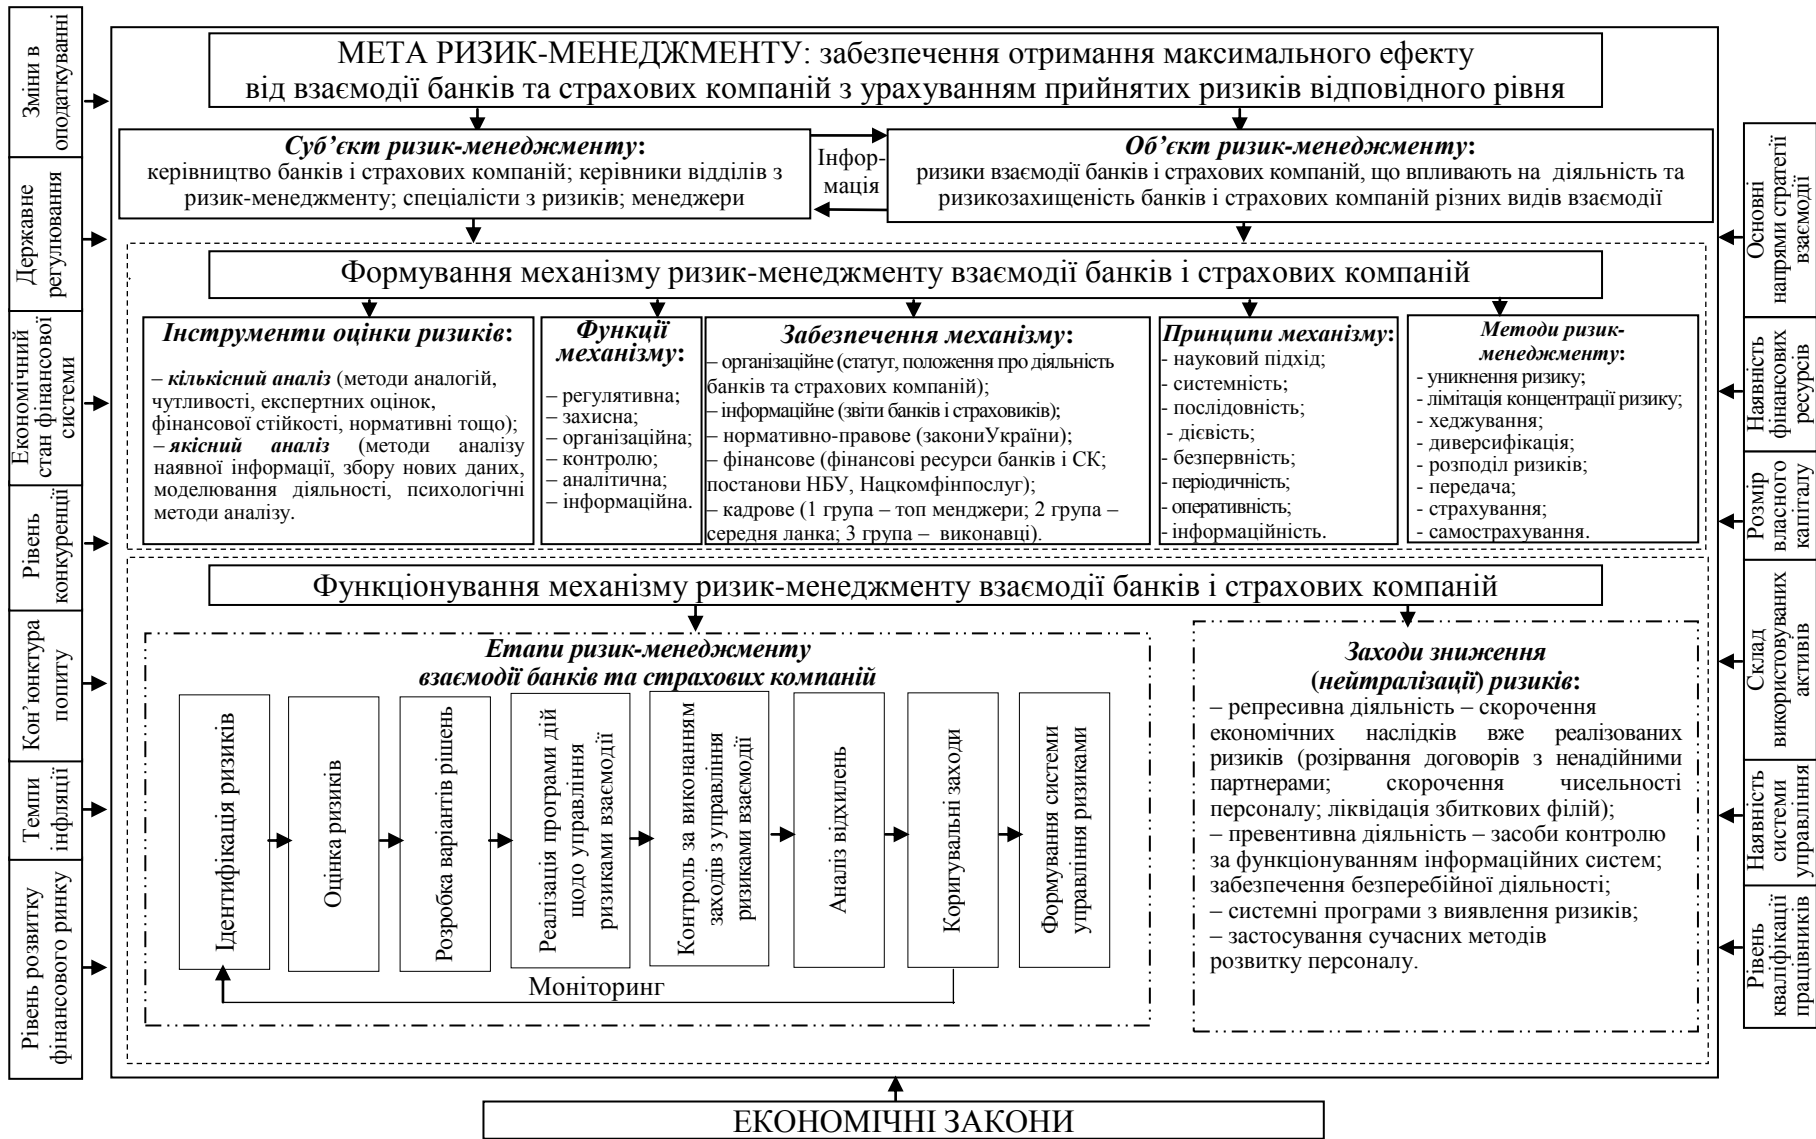 Зміни в
оподаткуванні
Державне
регулювання
Економічний
стан фінансової
системи
Рівень
конкуренції
Кон’юнктура
попиту
Темпи
інфляції
Рівень розвитку
фінансового ринку
МЕТА РИЗИК-МЕНЕДЖМЕНТУ: забезпечення отримання максимального ефекту
від взаємодії банків та страхових компаній з урахуванням прийнятих ризиків відповідного рівня
Суб’єкт ризик-менеджменту:
керівництво банків і страхових компаній; керівники відділів з
ризик-менеджменту; спеціалісти з ризиків; менеджери
Інфор-
мація
Об’єкт ризик-менеджменту:
ризики взаємодії банків і страхових компаній, що впливають на діяльність та
ризикозахищеність банків і страхових компаній різних видів взаємодії
Формування механізму ризик-менеджменту взаємодії банків і страхових компаній
Інструменти оцінки ризиків:
– кількісний аналіз (методи аналогій,
чутливості, експертних оцінок,
фінансової стійкості, нормативні тощо);
– якісний аналіз (методи аналізу
наявної інформації, збору нових даних,
моделювання діяльності, психологічні
методи аналізу.
Функції
механізму:
– регулятивна;
– захисна;
– організаційна;
– контролю;
– аналітична;
– інформаційна.
Забезпечення механізму:
– організаційне (статут, положення про діяльність
банків та страхових компаній);
– інформаційне (звіти банків і страховиків);
– нормативно-правове (закониУкраїни);
– фінансове (фінансові ресурси банків і СК;
постанови НБУ, Нацкомфінпослуг);
– кадрове (1 група – топ менджери; 2 група –
середня ланка; 3 група – виконавці).
Принципи механізму:
- науковий підхід;
- системність;
- послідовність;
- дієвість;
- безпервність;
- періодичність;
- оперативність;
- інформаційність.
Методи ризик-
менеджменту:
- уникнення ризику;
- лімітація концентрації ризику;
- хеджування;
- диверсифікація;
- розподіл ризиків;
- передача;
- страхування;
- самострахування.
Функціонування механізму ризик-менеджменту взаємодії банків і страхових компаній
Етапи ризик-менеджменту
взаємодії банків та страхових компаній
Ідентифікація ризиків
Оцінка ризиків
Розробка варіантів рішень
Реалізація програми дій
щодо управління
ризиками взаємодії
Контроль за виконанням
заходів з управління
ризиками взаємодії
Аналіз відхилень
Коригувальні заходи
Формування системи
управління ризиками
Моніторинг
Заходи зниження
(нейтралізації) ризиків:
– репресивна діяльність – скорочення
економічних наслідків вже реалізованих
ризиків (розірвання договорів з ненадійними
партнерами; скорочення чисельності
персоналу; ліквідація збиткових філій);
– превентивна діяльність – засоби контролю
за функціонуванням інформаційних систем;
забезпечення безперебійної діяльності;
– системні програми з виявлення ризиків;
– застосування сучасних методів
розвитку персоналу.
Основні
напрями стратегії
взаємодії
Наявність
фінансових
ресурсів
Розмір
власного
капіталу
Склад
використовуваних
активів
Наявність
системи
управління
Рівень
кваліфікації
працівників
ЕКОНОМІЧНІ ЗАКОНИ